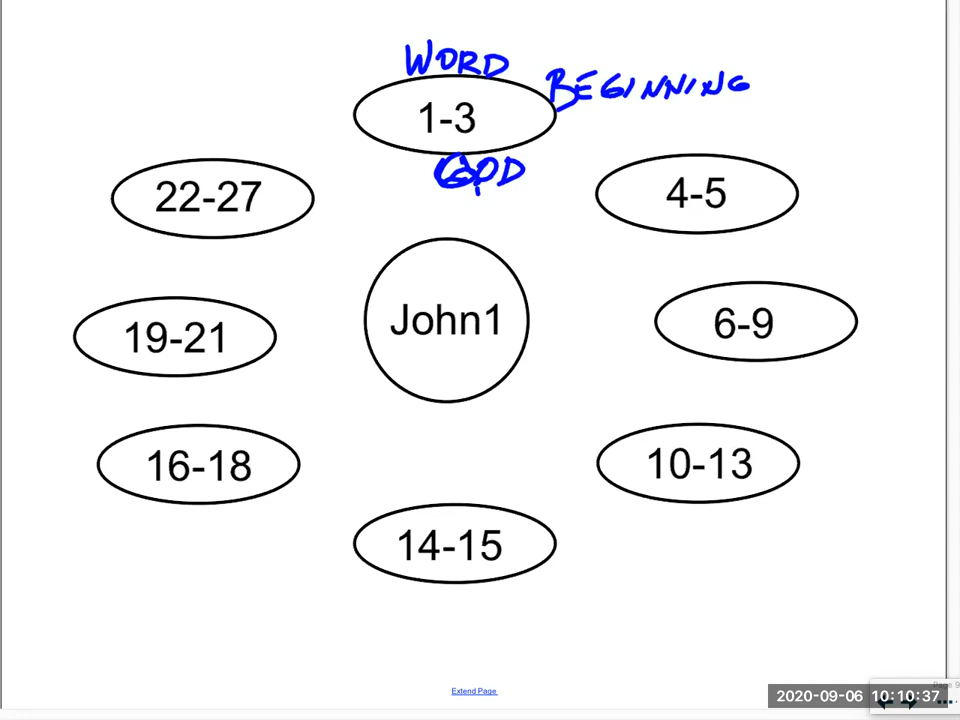 WORD
BEGINNING
1-3
GOD
22-27
4-5
John1
6-9
19-21
16-18
10-13
14-15
Extend Page
2020-09-06 10:10:37